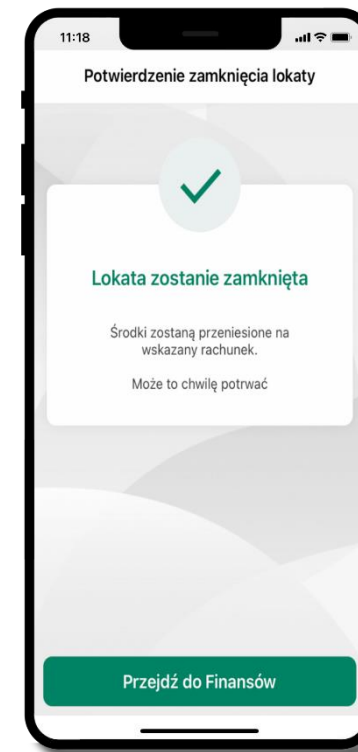 11:18
Potwierdzenie zamknięcia lokaty
Lokata zostanie zamknięta
Środki zostaną przeniesione na
wskazany rachunek.
Może to chwilę potrwać
Przejdź do Finansów